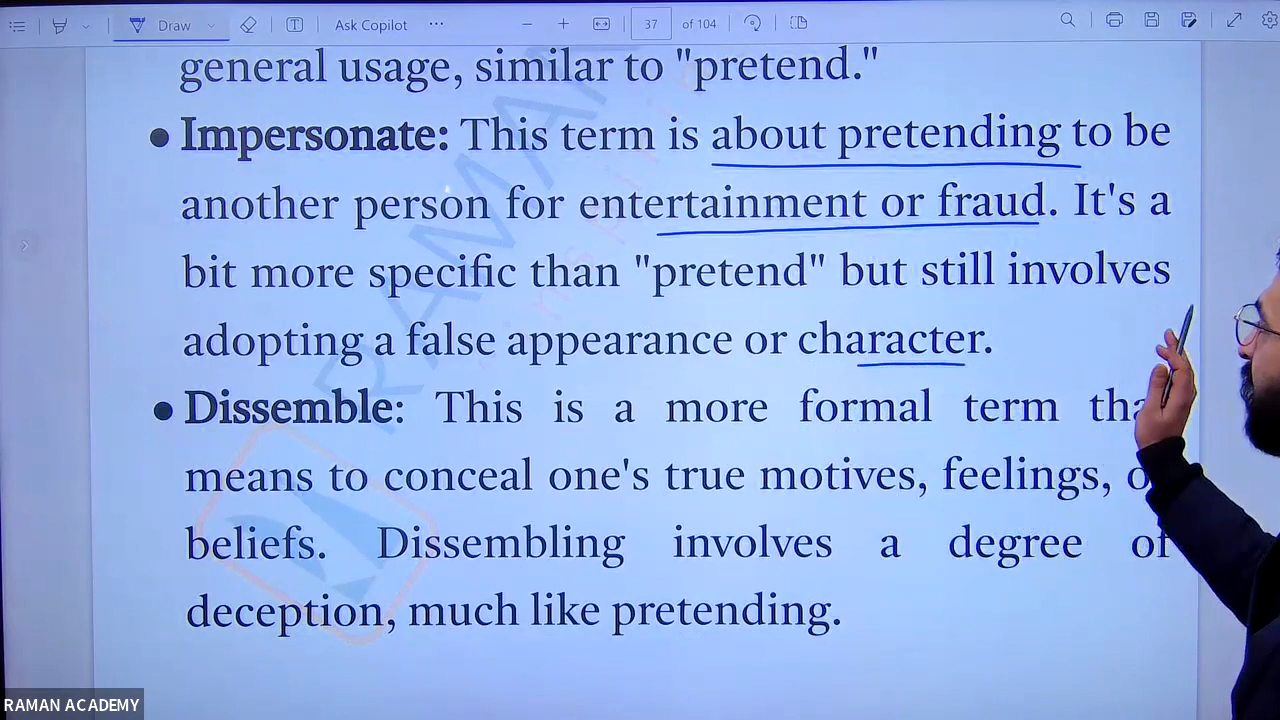 Draw Ask Copilot 37 of 104
general usage, similar to "pretend."
● Impersonate: This term is about pretending to be
another person for entertainment or fraud. It's a
bit more specific than "pretend" but still involves
adopting a false appearance or character.
● Dissemble: This is a more formal term
means to conceal one's true motives, feelings,
beliefs. Dissembling involves a degree of
deception, much like pretending.
RAMAN
RAMAN ACADEMY